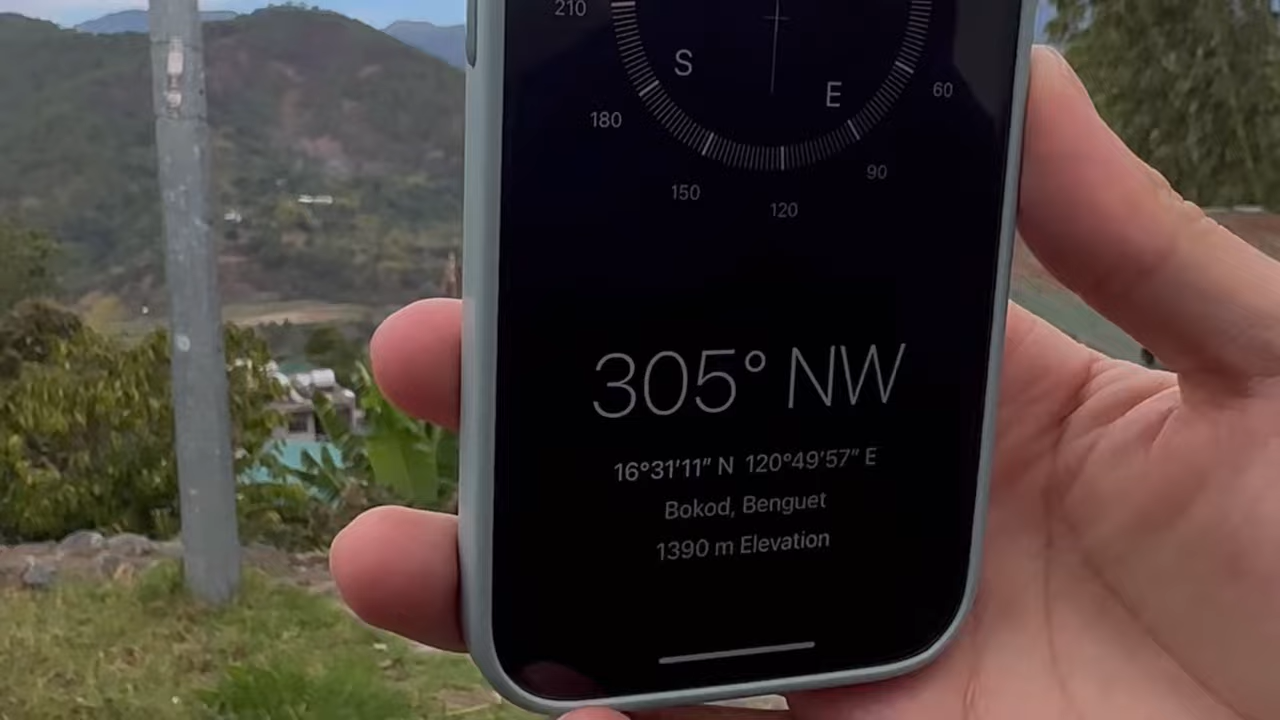 210
S
E
60
180
90
150
120
305° NW
16°31′11″ N 120°49′57″ E
Bokod, Benguet
1390 m Elevation